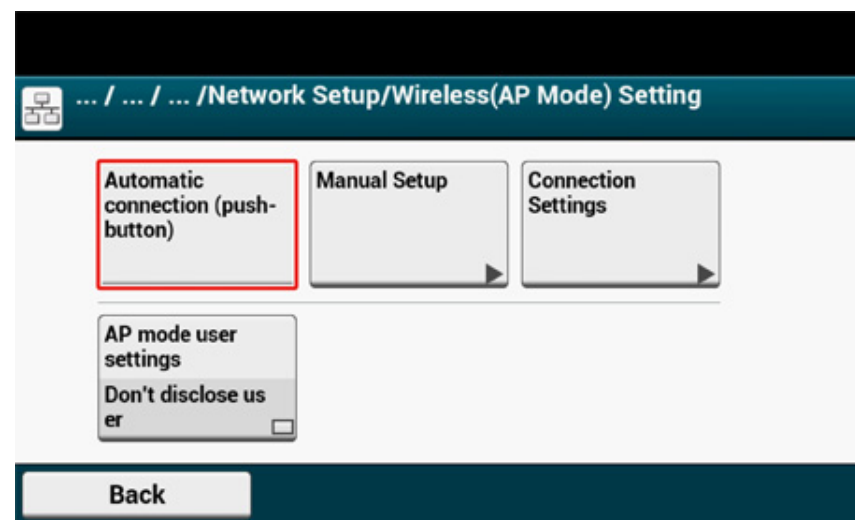 ... / ... / ... /Network Setup/Wireless(AP Mode) Setting
Automatic
connection (push-
button)
Manual Setup
Connection
Settings
AP mode user
settings
Don't disclose us
er
Back